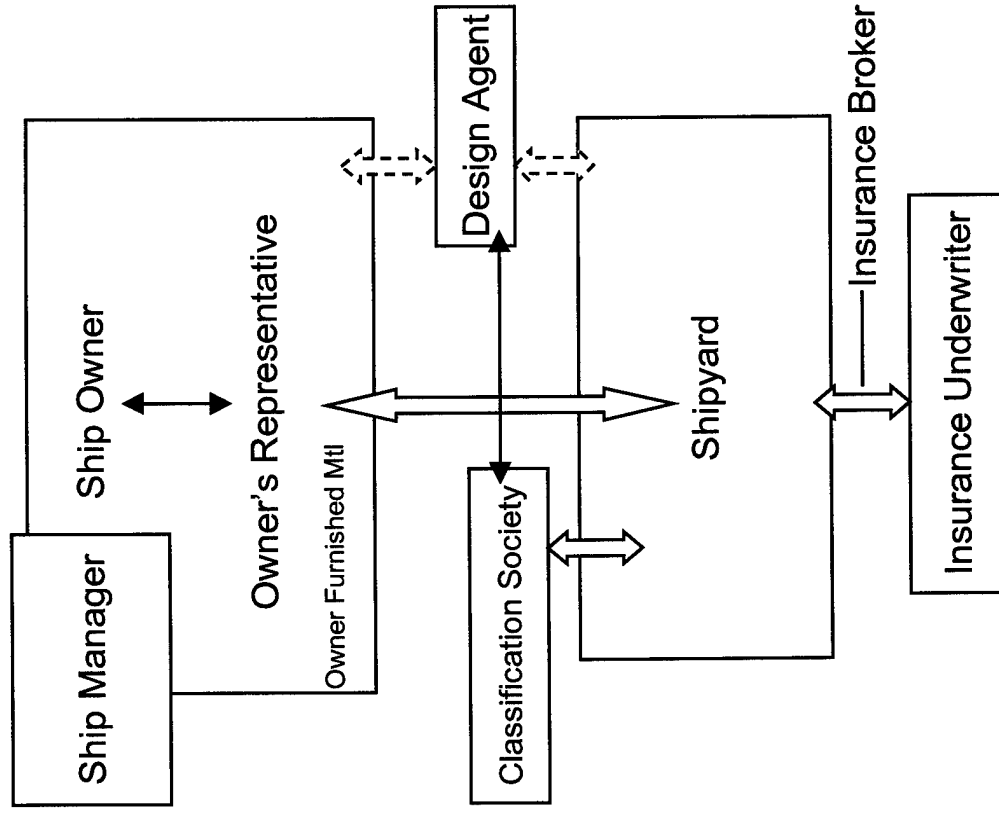 Ship Manager
Ship Owner
Owner's Representative
Owner Furnished Mtl
Classification Society
Design Agent
Shipyard
Insurance Broker
Insurance Underwriter